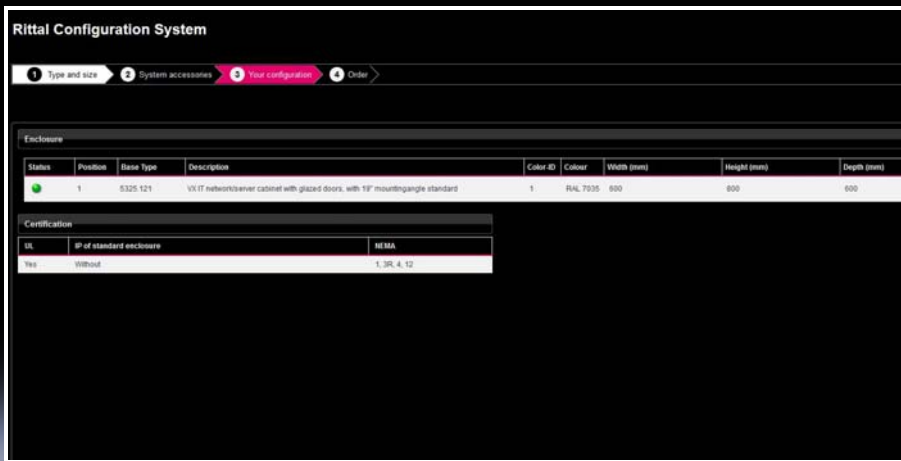 Rittal Configuration System
1 Type and size 2 System accessories 3 Your configuration 4 Order
Enclosure
Status Position Base Type Description Color-ID Colour Width (mm) Height (mm) Depth (mm)
1 5325.121 VX IT network/server cabinet with glazed doors, with 19" mountingangle standard 1 RAL 7035 600 600 600
Certification
UL IP of standard enclosure NEMA
Yes Without 1, 3R, 4, 12